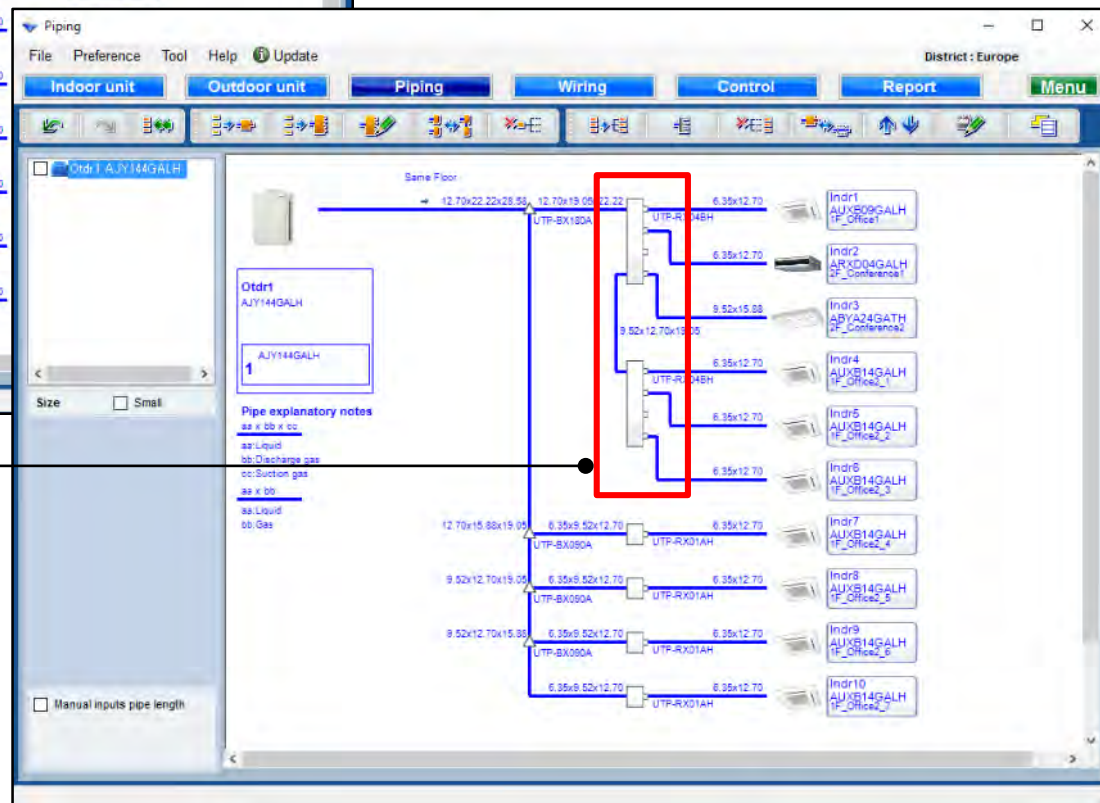 Piping
File Preference Tool Help Update District : Europe
Indoor unit Outdoor unit Piping Wiring Control Report Menu
Otdr1 AJY144GALH
Size Small
Manual inputs pipe length
Same Floor
12.70x22.22x28.58
12.70x19.05x22.22
UTP-BX180A
Otdr1
AJY144GALH
AJY144GALH
1
Pipe explanatory notes
aa x bb x cc
aa:Liquid
bb:Discharge gas
cc:Suction gas
aa x bb
aa:Liquid
bb:Gas
6.35x12.70
UTP-RX04BH
Indr1
AUXB09GALH
1F_Office1
6.35x12.70
Indr2
ARXD04GALH
2F_Conference1
9.52x15.88
Indr3
ABYA24GATH
2F_Conference2
9.52x12.70x19.05
6.35x12.70
UTP-RX04BH
Indr4
AUXB14GALH
1F_Office2_1
6.35x12.70
Indr5
AUXB14GALH
1F_Office2_2
6.35x12.70
Indr6
AUXB14GALH
1F_Office2_3
12.70x15.88x19.05
6.35x9.52x12.70
UTP-BX090A
UTP-RX01AH
6.35x12.70
Indr7
AUXB14GALH
1F_Office2_4
9.52x12.70x19.05
6.35x9.52x12.70
UTP-BX090A
UTP-RX01AH
6.35x12.70
Indr8
AUXB14GALH
1F_Office2_5
9.52x12.70x15.88
6.35x9.52x12.70
UTP-BX090A
UTP-RX01AH
6.35x12.70
Indr9
AUXB14GALH
1F_Office2_6
6.35x9.52x12.70
UTP-RX01AH
6.35x12.70
Indr10
AUXB14GALH
1F_Office2_7